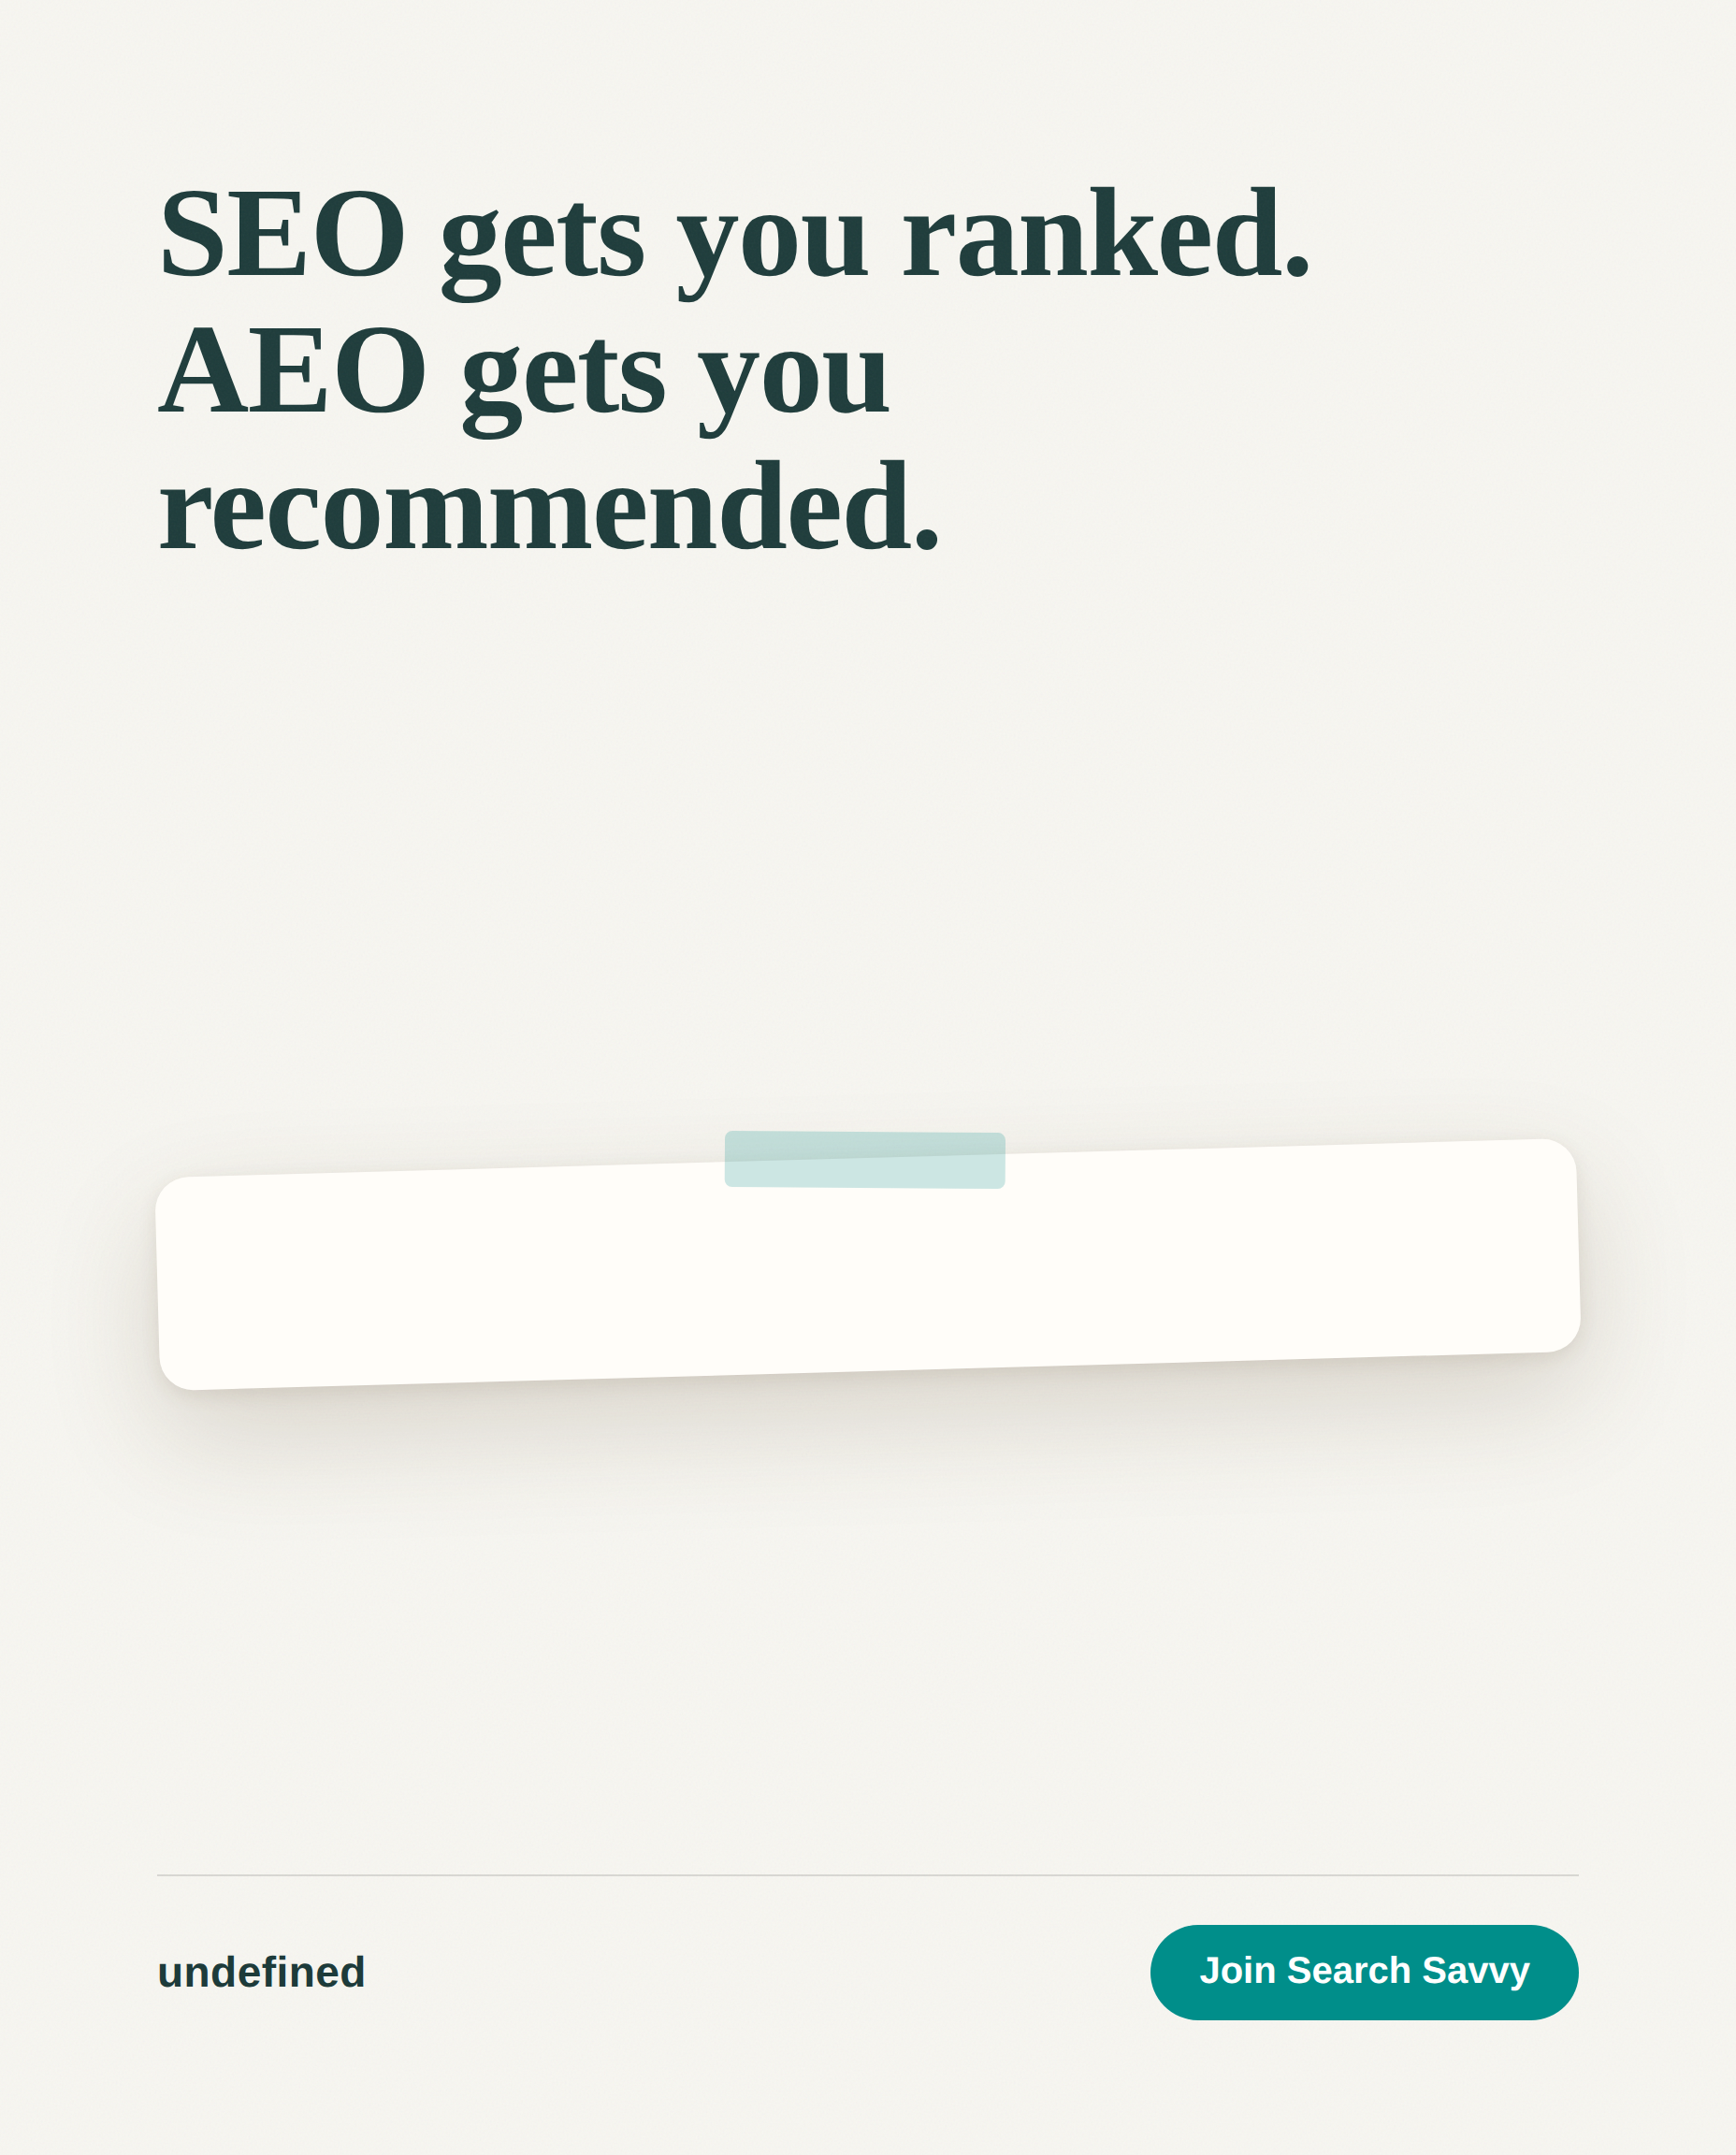 SEO gets you ranked.
AEO gets you
recommended.
undefined
Join Search Savvy